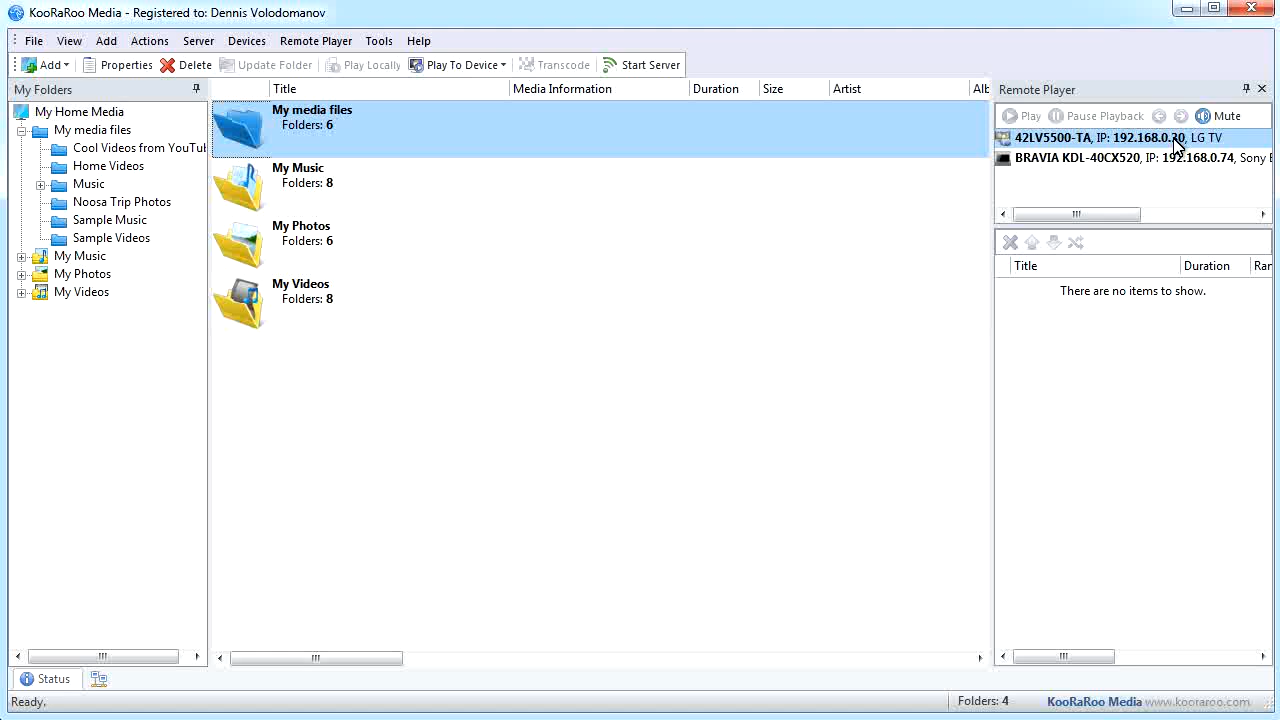 KooRaRoo Media - Registered to: Dennis Volodomanov
File View Add Actions Server Devices Remote Player Tools Help
Add Properties Delete Update Folder Play Locally Play To Device Transcode Start Server
My Folders
My Home Media
My media files
Cool Videos from YouTu
Home Videos
Music
Noosa Trip Photos
Sample Music
Sample Videos
My Music
My Photos
My Videos
Title Media Information Duration Size Artist Alb
My media files
Folders: 6
My Music
Folders: 8
My Photos
Folders: 6
My Videos
Folders: 8
Remote Player
Play Pause Playback Mute
42LV5500-TA, IP: 192.168.0.20, LG TV
BRAVIA KDL-40CX520, IP: 192.168.0.74, Sony
Title Duration Ran
There are no items to show.
Status
Ready.
Folders: 4
KooRaRoo Media www.kooraroo.com